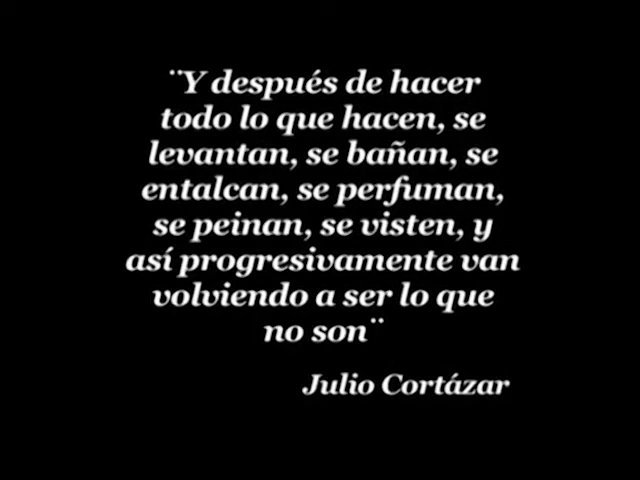 ¨Y después de hacer
todo lo que hacen, se
levantan, se bañan, se
entalcan, se perfuman,
se peinan, se visten, y
así progresivamente van
volviendo a ser lo que
no son¨
Julio Cortázar